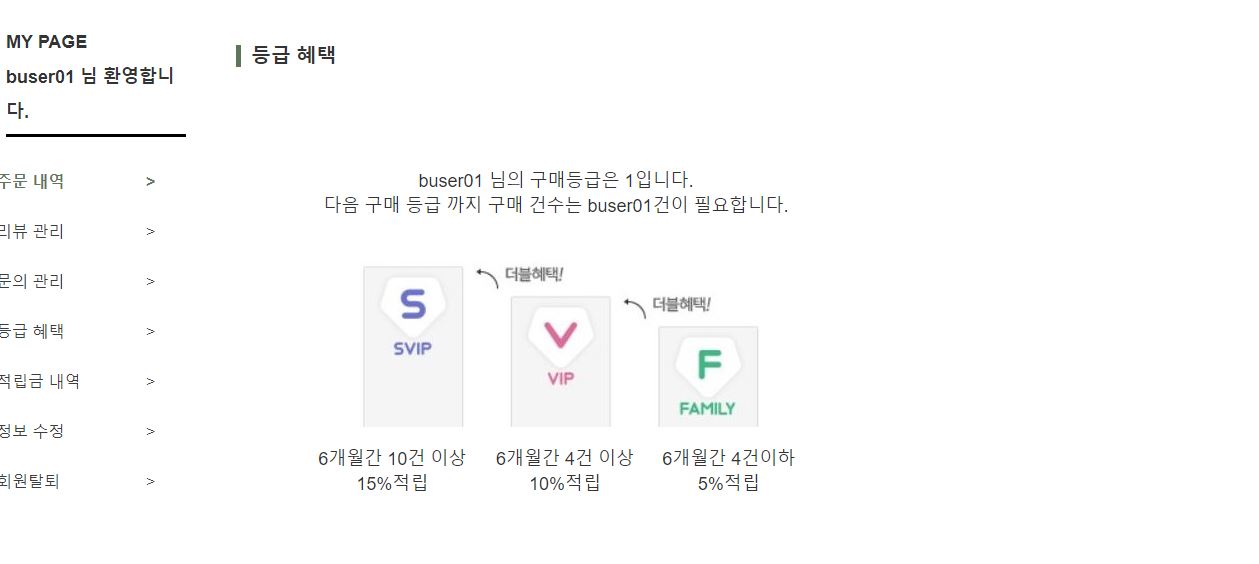 MY PAGE
buser01 님 환영합니
다.
주문 내역 >
리뷰 관리 >
문의 관리 >
등급 혜택 >
적립금 내역 >
정보 수정 >
회원탈퇴 >
등급 혜택
buser01 님의 구매등급은 1입니다.
다음 구매 등급 까지 구매 건수는 buser01건이 필요합니다.
S
SVIP
더블혜택!
V
VIP
더블혜택!
F
FAMILY
6개월간 10건 이상
15%적립
6개월간 4건 이상
10%적립
6개월간 4건이하
5%적립